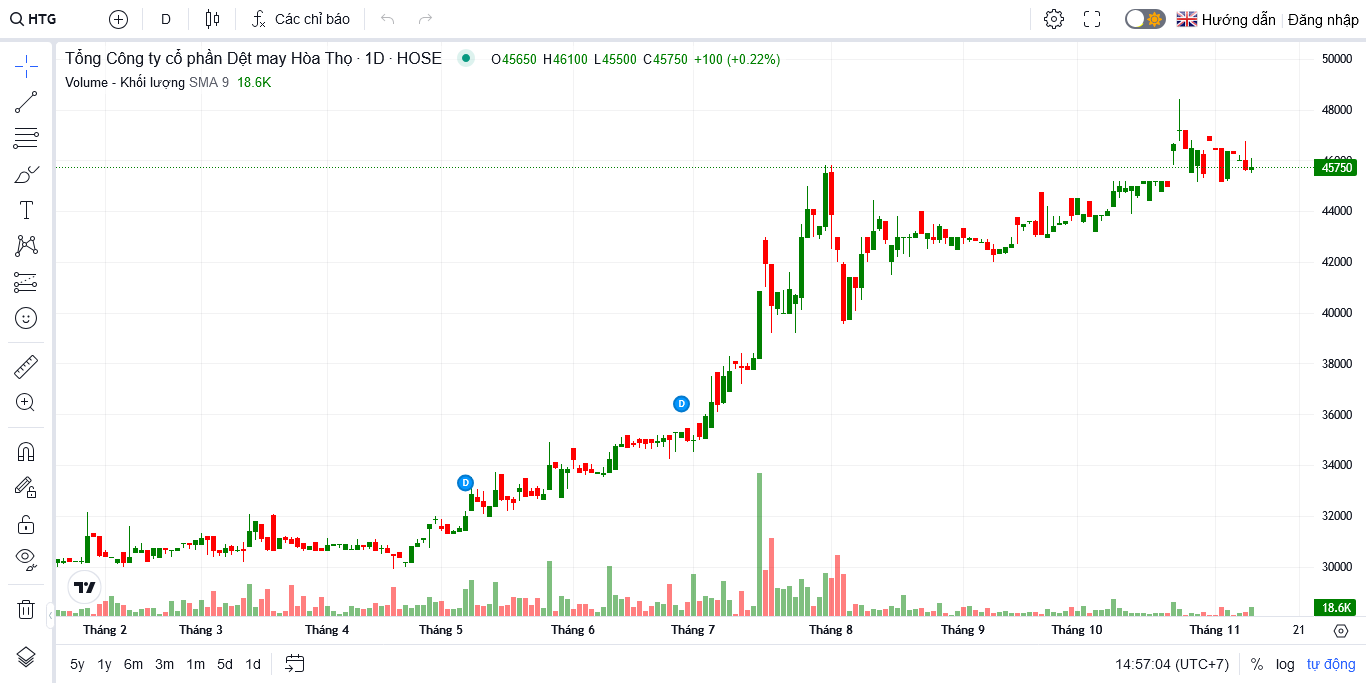 HTG D Các chỉ báo Hướng dẫn Đăng nhập
Tổng Công ty cổ phần Dệt may Hòa Thọ · 1D · HOSE O45650 H46100 L45500 C45750 +100 (+0.22%)
Volume - Khối lượng SMA 9 18.6K
50000
48000
45750
44000
42000
40000
38000
36000
34000
32000
30000
18.6K
D
D
Tháng 2 Tháng 3 Tháng 4 Tháng 5 Tháng 6 Tháng 7 Tháng 8 Tháng 9 Tháng 10 Tháng 11 21
5y 1y 6m 3m 1m 5d 1d 14:57:04 (UTC+7) % log tự động